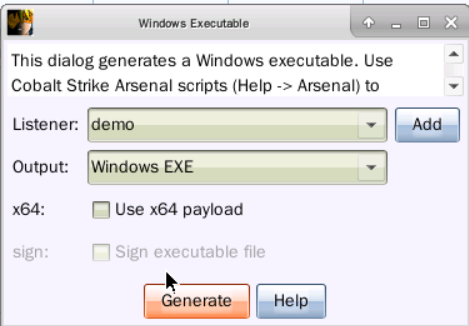 Windows Executable
This dialog generates a Windows executable. Use
Cobalt Strike Arsenal scripts (Help -> Arsenal) to
Listener: demo Add
Output: Windows EXE
x64: Use x64 payload
sign: Sign executable file
Generate Help